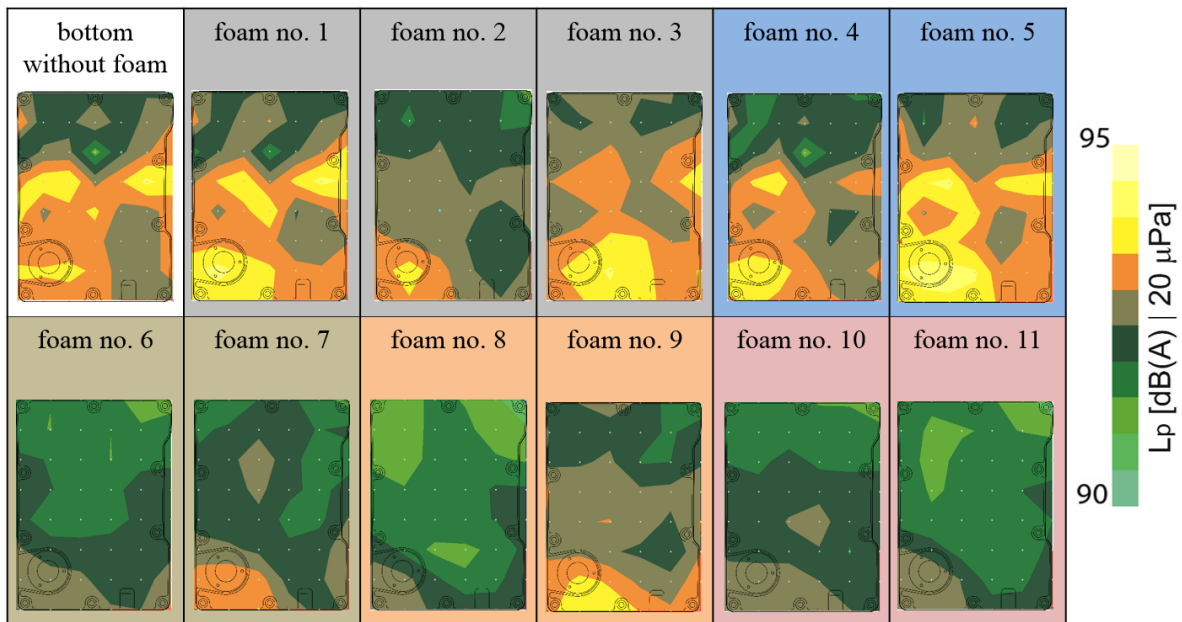 bottom
without foam
foam no. 1
foam no. 2
foam no. 3
foam no. 4
foam no. 5
foam no. 6
foam no. 7
foam no. 8
foam no. 9
foam no. 10
foam no. 11
95
90
Lp [dB(A) | 20 µPa]